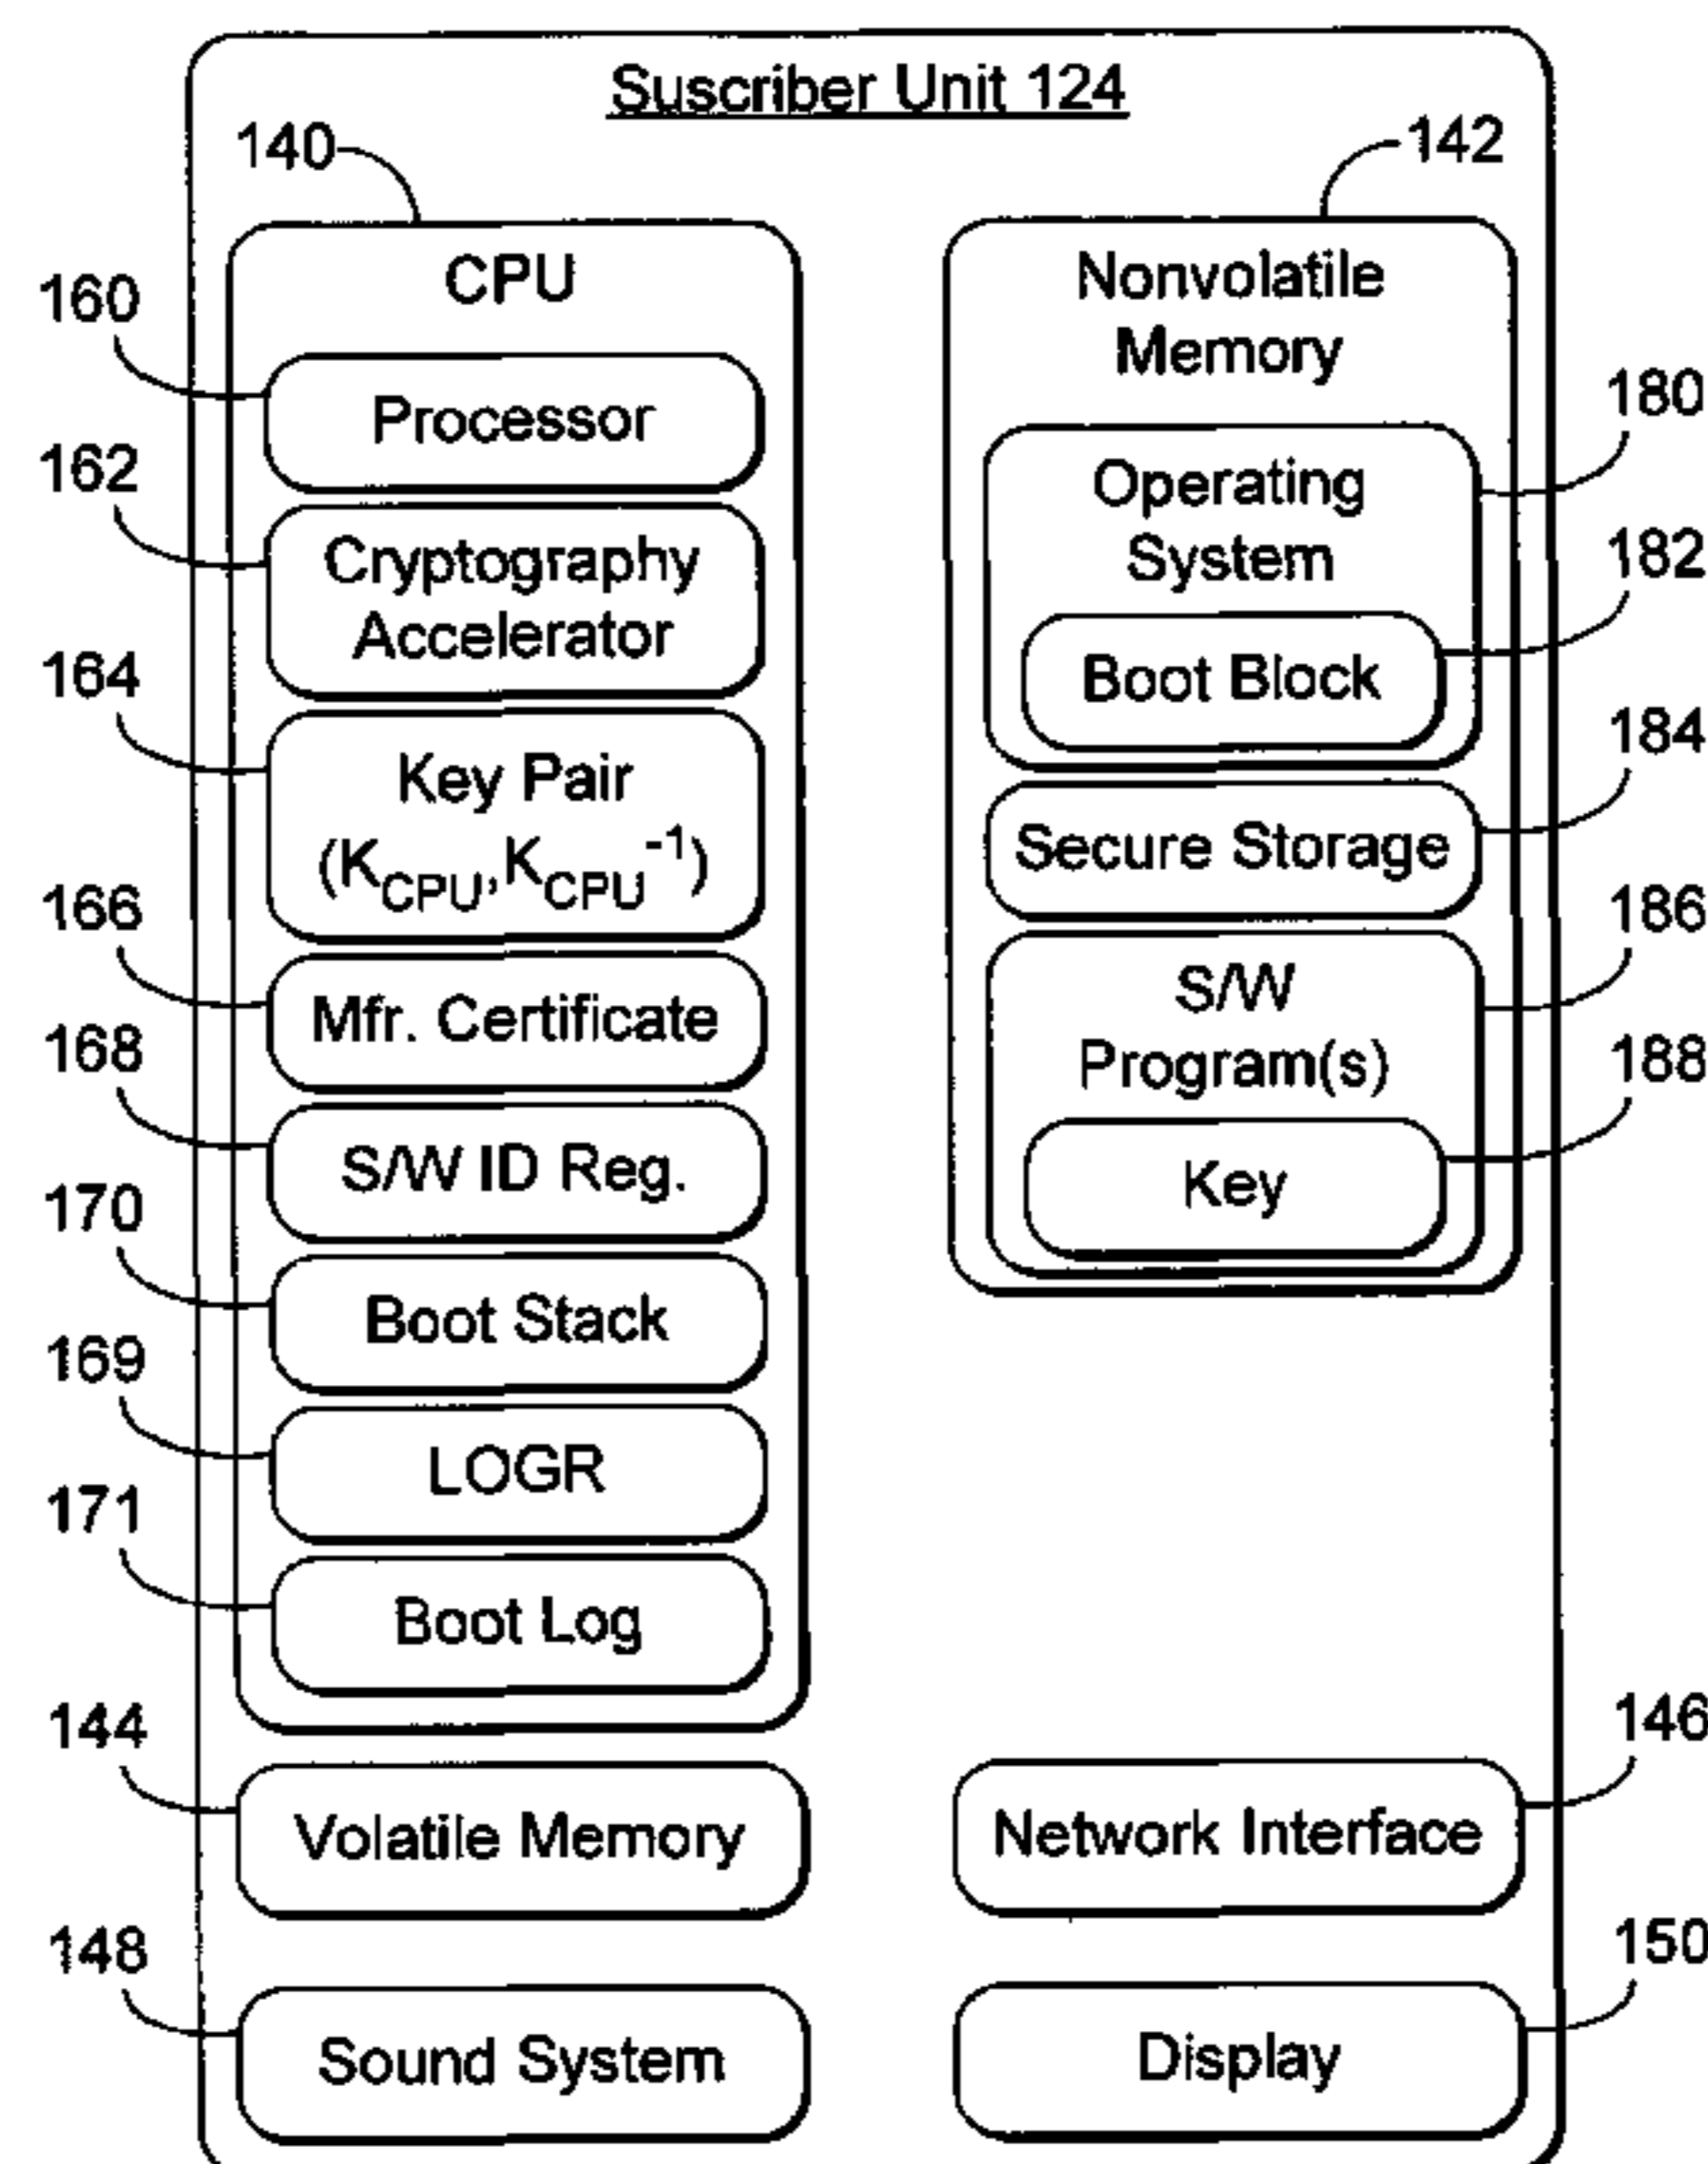 Suscriber Unit 124
140
142
CPU
160
Processor
162
Cryptography
Accelerator
164
Key Pair
(K_CPU, K_CPU^-1)
166
Mfr. Certificate
168
S/W ID Reg.
170
Boot Stack
169
LOGR
171
Boot Log
Nonvolatile
Memory
180
Operating
System
182
Boot Block
184
Secure Storage
186
S/W
Program(s)
188
Key
144
Volatile Memory
146
Network Interface
148
Sound System
150
Display